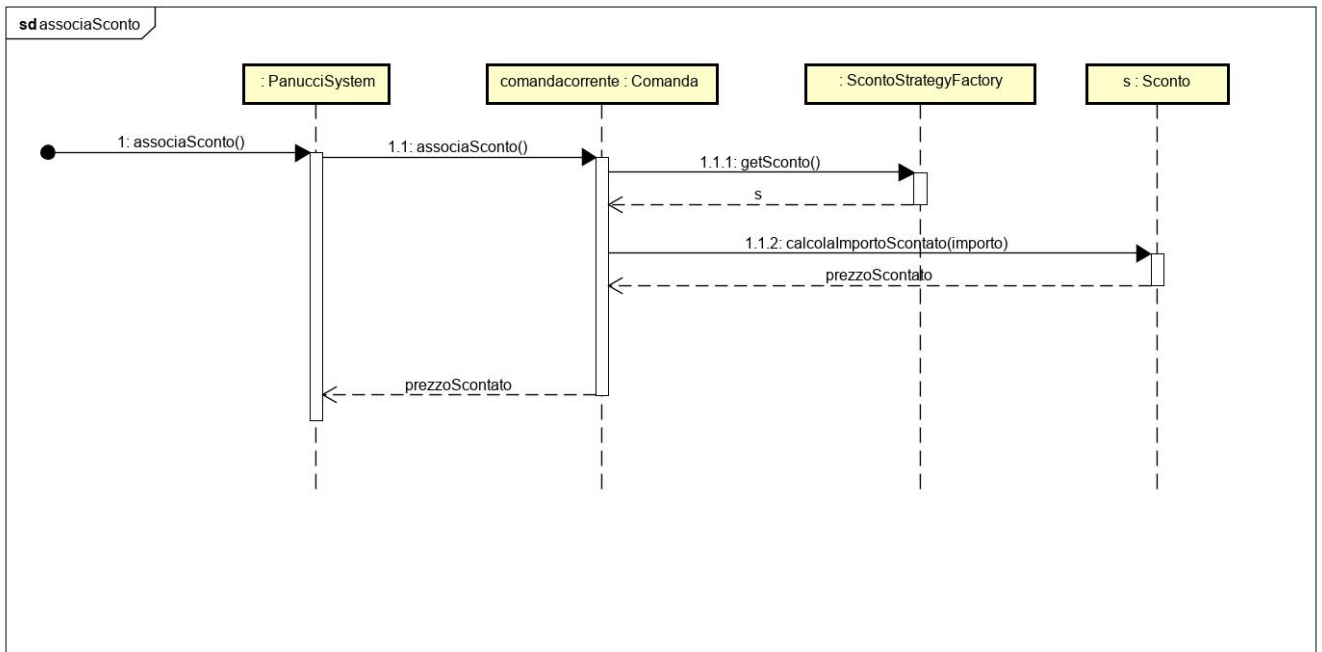 sd associaSconto
: PanucciSystem
comandacorrente : Comanda
: ScontoStrategyFactory
s : Sconto
1: associaSconto()
1.1: associaSconto()
1.1.1: getSconto()
s
1.1.2: calcolaImportoScontato(importo)
prezzoScontato
prezzoScontato